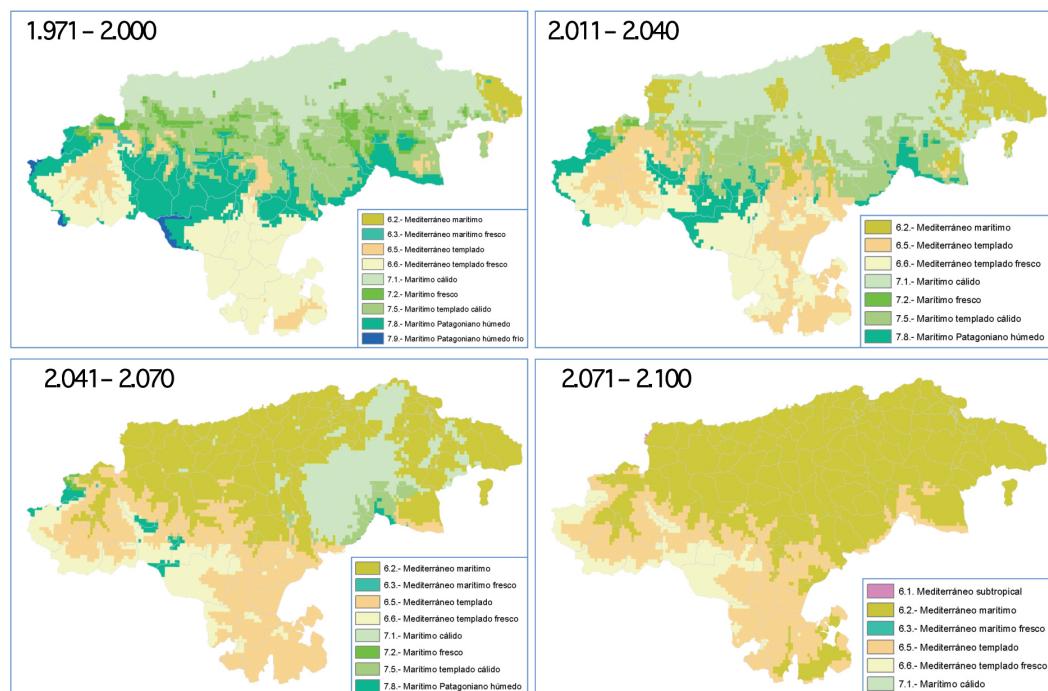 1.971 – 2.000
6.2.- Mediterráneo marítimo
6.3.- Mediterráneo marítimo fresco
6.5.- Mediterráneo templado
6.6.- Mediterráneo templado fresco
7.1.- Marítimo cálido
7.2.- Marítimo fresco
7.5.- Marítimo templado cálido
7.8.- Marítimo Patagoniano húmedo
7.9.- Marítimo Patagoniano húmedo frío
2.011 – 2.040
6.2.- Mediterráneo marítimo
6.5.- Mediterráneo templado
6.6.- Mediterráneo templado fresco
7.1.- Marítimo cálido
7.2.- Marítimo fresco
7.5.- Marítimo templado cálido
7.8.- Marítimo Patagoniano húmedo
2.041 – 2.070
6.2.- Mediterráneo marítimo
6.3.- Mediterráneo marítimo fresco
6.5.- Mediterráneo templado
6.6.- Mediterráneo templado fresco
7.1.- Marítimo cálido
7.2.- Marítimo fresco
7.5.- Marítimo templado cálido
7.8.- Marítimo Patagoniano húmedo
2.071 – 2.100
6.1. Mediterráneo subtropical
6.2.- Mediterráneo marítimo
6.3.- Mediterráneo marítimo fresco
6.5.- Mediterráneo templado
6.6.- Mediterráneo templado fresco
7.1.- Marítimo cálido